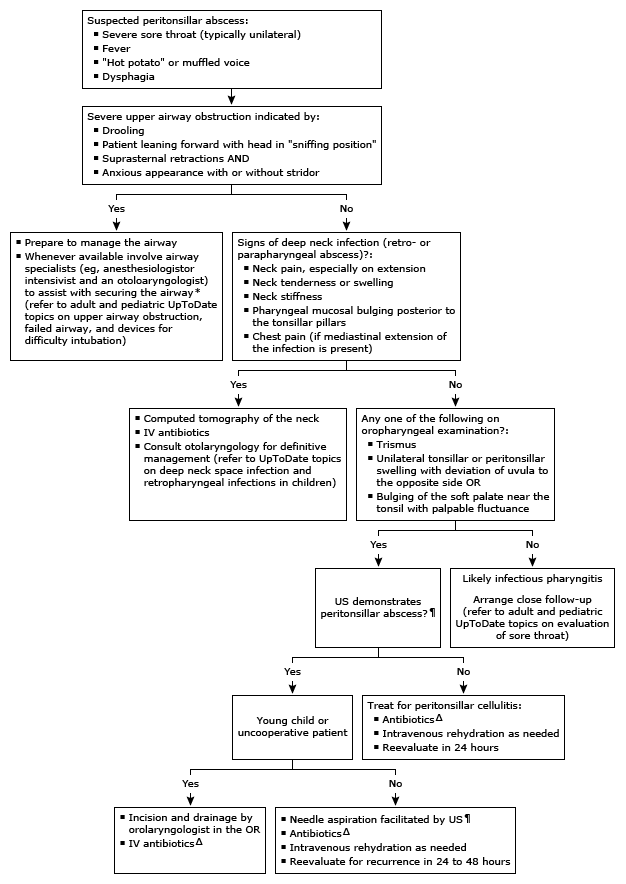 Suspected peritonsillar abscess:
▪ Severe sore throat (typically unilateral)
▪ Fever
▪ "Hot potato" or muffled voice
▪ Dysphagia
Severe upper airway obstruction indicated by:
▪ Drooling
▪ Patient leaning forward with head in "sniffing position"
▪ Suprasternal retractions AND
▪ Anxious appearance with or without stridor
Yes
No
▪ Prepare to manage the airway
▪ Whenever available involve airway
specialists (eg, anesthesiologistor
intensivist and an otoloaryngologist)
to assist with securing the airway*
(refer to adult and pediatric UpToDate
topics on upper airway obstruction,
failed airway, and devices for
difficulty intubation)
Signs of deep neck infection (retro- or
parapharyngeal abscess)?:
▪ Neck pain, especially on extension
▪ Neck tenderness or swelling
▪ Neck stiffness
▪ Pharyngeal mucosal bulging posterior to
the tonsillar pillars
▪ Chest pain (if mediastinal extension of
the infection is present)
Yes
No
▪ Computed tomography of the neck
▪ IV antibiotics
▪ Consult otolaryngology for definitive
management (refer to UpToDate topics
on deep neck space infection and
retropharyngeal infections in children)
Any one of the following on
oropharyngeal examination?:
▪ Trismus
▪ Unilateral tonsillar or peritonsillar
swelling with deviation of uvula to
the opposite side OR
▪ Bulging of the soft palate near the
tonsil with palpable fluctuance
Yes
No
US demonstrates
peritonsillar abscess?¶
Likely infectious pharyngitis
Arrange close follow-up
(refer to adult and pediatric
UpToDate topics on evaluation
of sore throat)
Yes
No
Young child or
uncooperative patient
Treat for peritonsillar cellulitis:
▪ AntibioticsΔ
▪ Intravenous rehydration as needed
▪ Reevaluate in 24 hours
Yes
No
▪ Incision and drainage by
orolaryngologist in the OR
▪ IV antibioticsΔ
▪ Needle aspiration facilitated by US¶
▪ AntibioticsΔ
▪ Intravenous rehydration as needed
▪ Reevaluate for recurrence in 24 to 48 hours